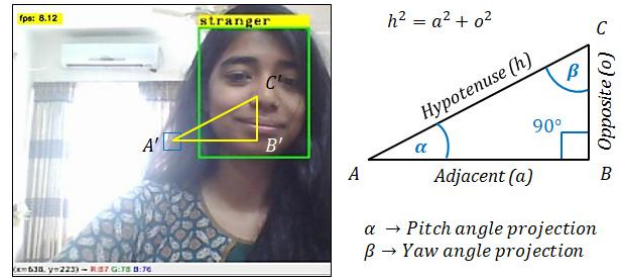 fps: 8.12
stranger
C'
A'
B'
(x=638, y=223) ~ R:87 G:78 B:76
h² = a² + o²
C
Hypotenuse (h)
β
Opposite (o)
90°
α
A
Adjacent (a)
B
α → Pitch angle projection
β → Yaw angle projection